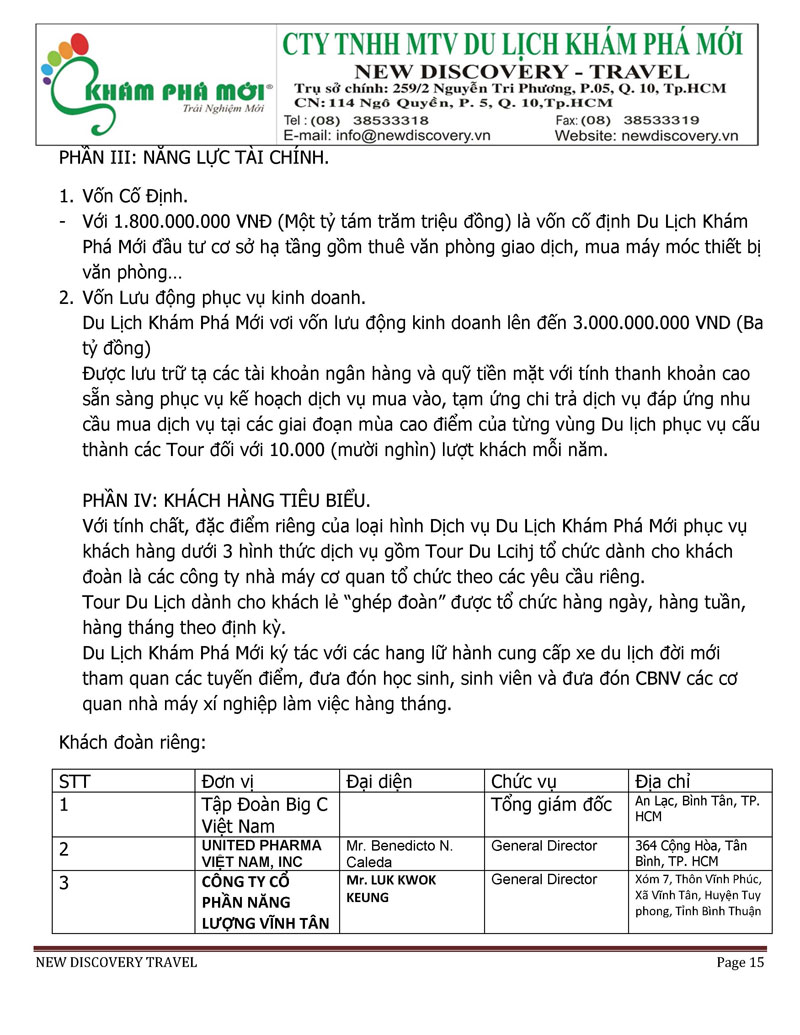 KHÁM PHÁ MỚI®
Trải Nghiệm Mới
CTY TNHH MTV DU LỊCH KHÁM PHÁ MỚI
NEW DISCOVERY - TRAVEL
Trụ sở chính: 259/2 Nguyễn Tri Phương, P.05, Q. 10, Tp.HCM
CN: 114 Ngô Quyền, P. 5, Q. 10,Tp.HCM
Tel : (08) 38533318 Fax: (08) 38533319
E-mail: info@newdiscovery.vn Website: newdiscovery.vn
PHẦN III: NĂNG LỰC TÀI CHÍNH.
1. Vốn Cố Định.
- Với 1.800.000.000 VNĐ (Một tỷ tám trăm triệu đồng) là vốn cố định Du Lịch Khám
Phá Mới đầu tư cơ sở hạ tầng gồm thuê văn phòng giao dịch, mua máy móc thiết bị
văn phòng…
2. Vốn Lưu động phục vụ kinh doanh.
Du Lịch Khám Phá Mới vơi vốn lưu động kinh doanh lên đến 3.000.000.000 VND (Ba
tỷ đồng)
Được lưu trữ tạ các tài khoản ngân hàng và quỹ tiền mặt với tính thanh khoản cao
sẵn sàng phục vụ kế hoạch dịch vụ mua vào, tạm ứng chi trả dịch vụ đáp ứng nhu
cầu mua dịch vụ tại các giai đoạn mùa cao điểm của từng vùng Du lịch phục vụ cấu
thành các Tour đối với 10.000 (mười nghìn) lượt khách mỗi năm.
PHẦN IV: KHÁCH HÀNG TIÊU BIỂU.
Với tính chất, đặc điểm riêng của loại hình Dịch vụ Du Lịch Khám Phá Mới phục vụ
khách hàng dưới 3 hình thức dịch vụ gồm Tour Du Lcihj tổ chức dành cho khách
đoàn là các công ty nhà máy cơ quan tổ chức theo các yêu cầu riêng.
Tour Du Lịch dành cho khách lẻ “ghép đoàn” được tổ chức hàng ngày, hàng tuần,
hàng tháng theo định kỳ.
Du Lịch Khám Phá Mới ký tác với các hang lữ hành cung cấp xe du lịch đời mới
tham quan các tuyến điểm, đưa đón học sinh, sinh viên và đưa đón CBNV các cơ
quan nhà máy xí nghiệp làm việc hàng tháng.
Khách đoàn riêng:
STT Đơn vị Đại diện Chức vụ Địa chỉ
1 Tập Đoàn Big C Tổng giám đốc An Lạc, Bình Tân, TP.
Việt Nam HCM
2 UNITED PHARMA Mr. Benedicto N. General Director 364 Cộng Hòa, Tân
VIỆT NAM, INC Caleda Bình, TP. HCM
3 CÔNG TY CỔ Mr. LUK KWOK General Director Xóm 7, Thôn Vĩnh Phúc,
PHẦN NĂNG KEUNG Xã Vĩnh Tân, Huyện Tuy
LƯỢNG VĨNH TÂN phong, Tỉnh Bình Thuận
NEW DISCOVERY TRAVEL Page 15